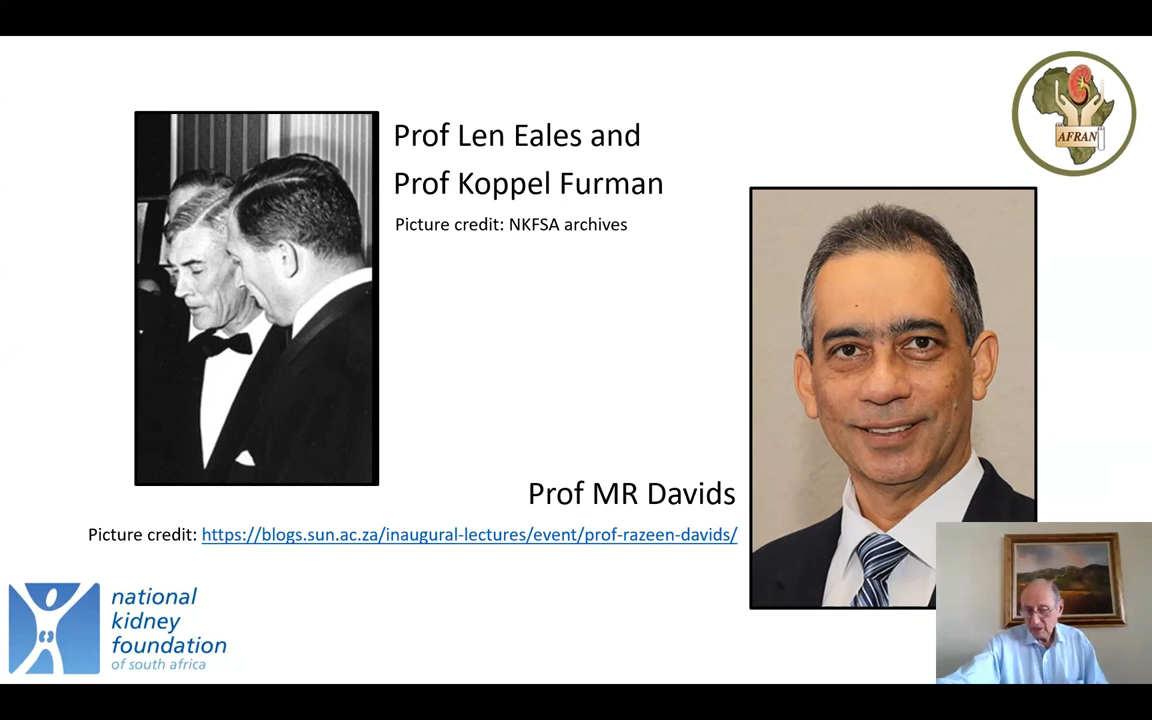 Prof Len Eales and
Prof Koppel Furman
Picture credit: NKFSA archives
AFRAN
Prof MR Davids
Picture credit: https://blogs.sun.ac.za/inaugural-lectures/event/prof-razeen-davids/
national
kidney
foundation
of south africa